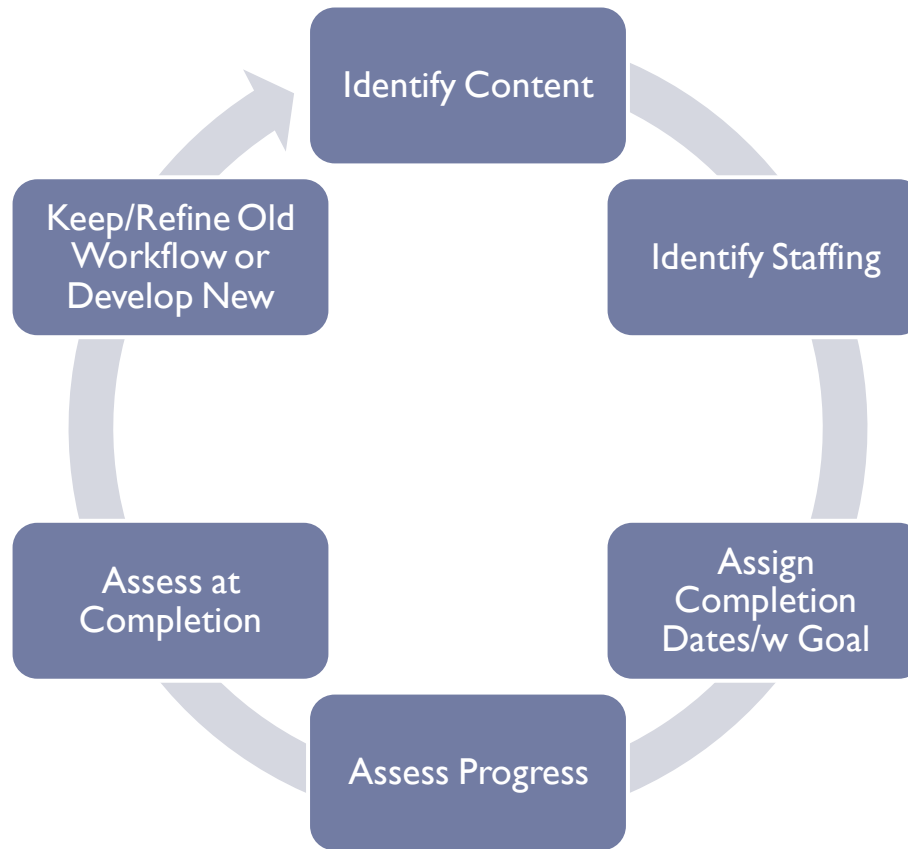 Identify Content
Identify Staffing
Assign
Completion
Dates/w Goal
Assess Progress
Assess at
Completion
Keep/Refine Old
Workflow or
Develop New